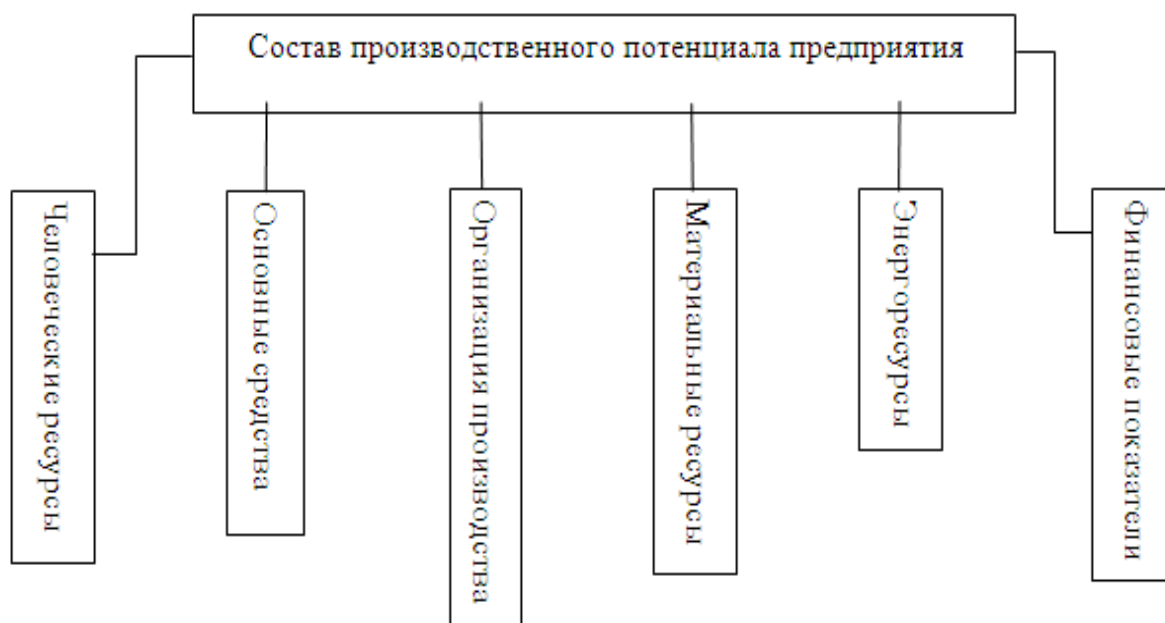 Состав производственного потенциала предприятия
Человеческие ресурсы
Основные средства
Организация производства
Материальные ресурсы
Энергоресурсы
Финансовые показатели